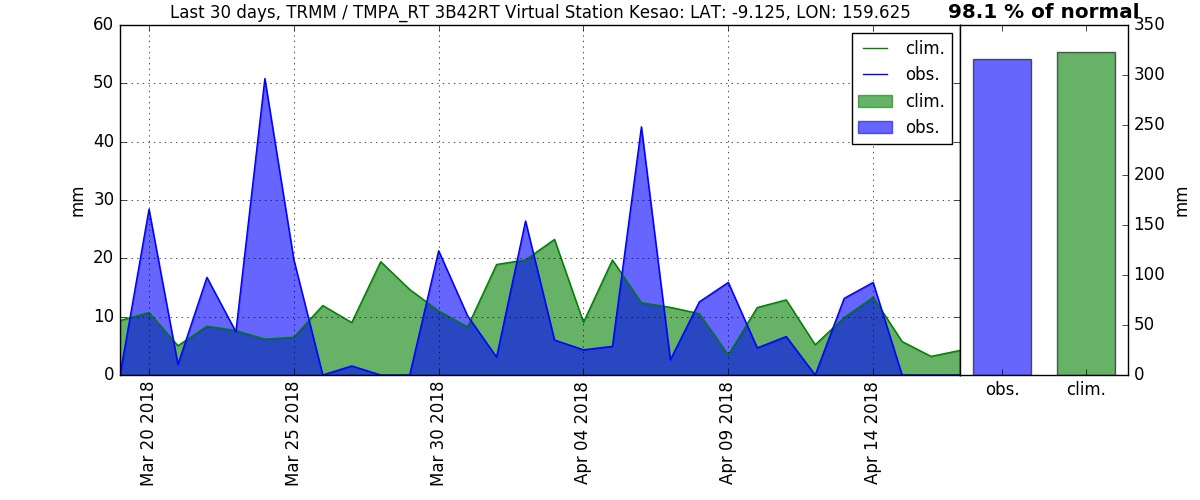 Last 30 days, TRMM / TMPA_RT 3B42RT Virtual Station Kesao: LAT: -9.125, LON: 159.625
98.1 % of normal
60
50
40
30
20
10
0
mm
clim.
obs.
clim.
obs.
350
300
250
200
150
100
50
0
mm
Mar 20 2018
Mar 25 2018
Mar 30 2018
Apr 04 2018
Apr 09 2018
Apr 14 2018
obs.
clim.